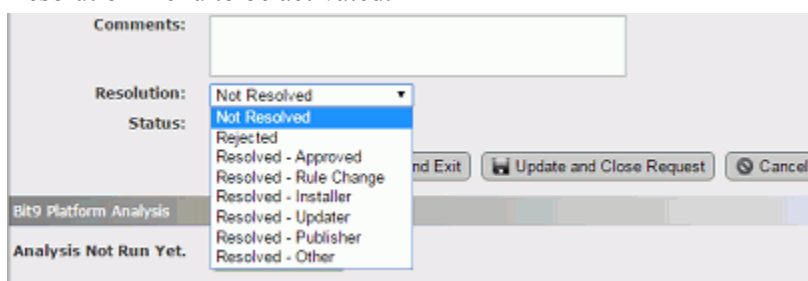 Comments:
Resolution: Not Resolved
Not Resolved
Status:
Rejected
Resolved - Approved
Resolved - Rule Change
Resolved - Installer
Resolved - Updater
Resolved - Publisher
Resolved - Other
Exit Update and Close Request Cancel
Bit9 Platform Analysis
Analysis Not Run Yet.